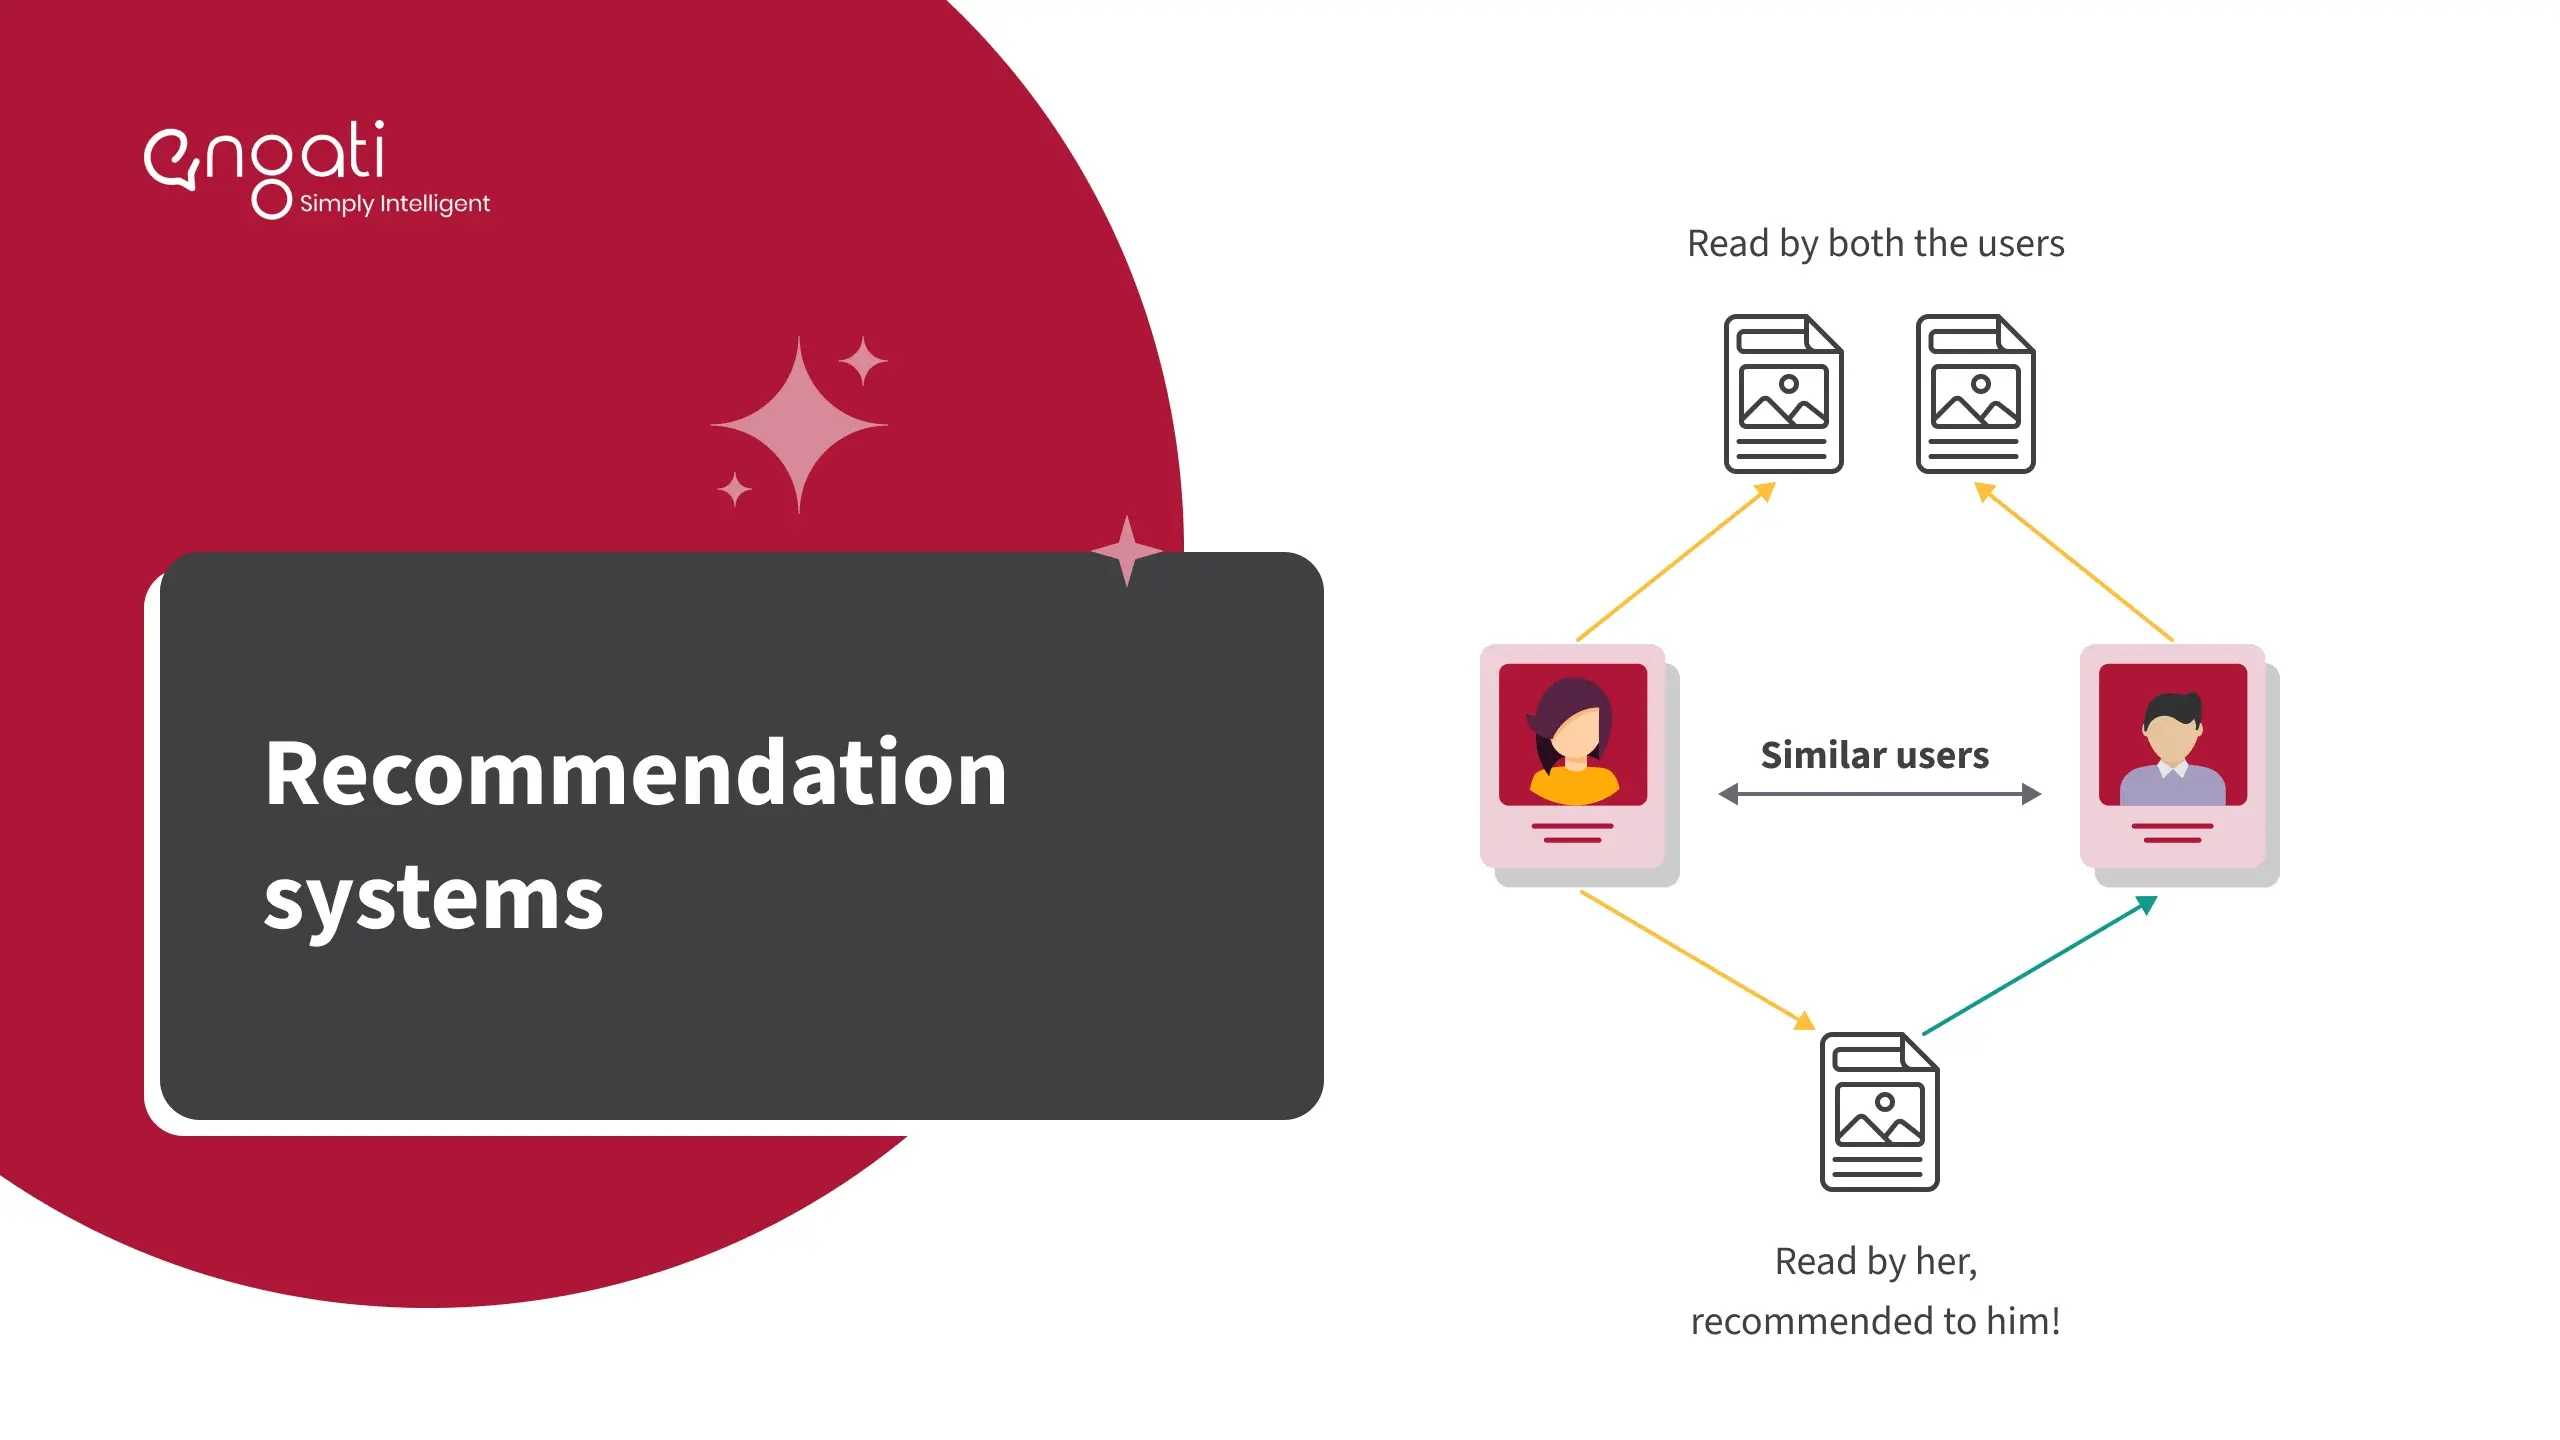 engati
Simply Intelligent
Recommendation
systems
Read by both the users
Similar users
Read by her,
recommended to him!